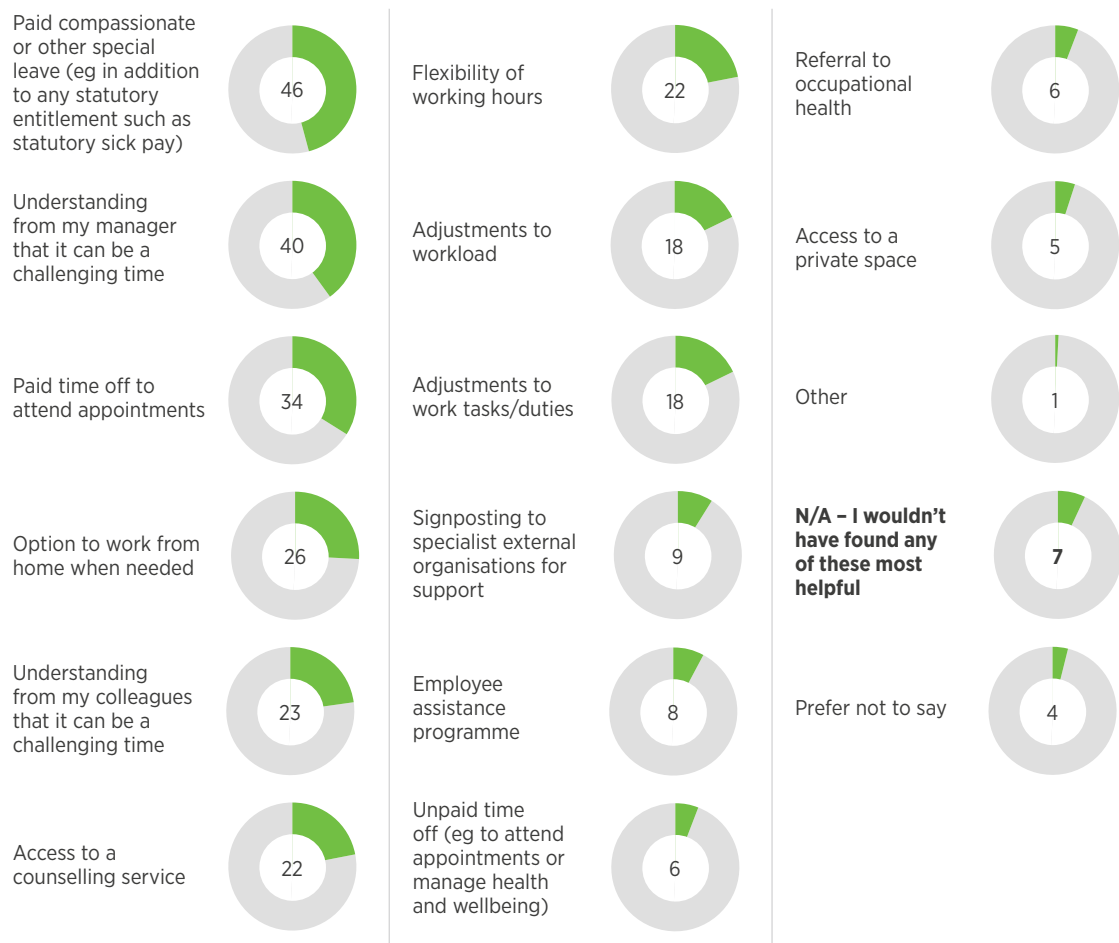 Paid compassionate
or other special
leave (eg in addition
to any statutory
entitlement such as
statutory sick pay)
46
Understanding
from my manager
that it can be a
challenging time
40
Paid time off to
attend appointments
34
Option to work from
home when needed
26
Understanding
from my colleagues
that it can be a
challenging time
23
Access to a
counselling service
22
Flexibility of
working hours
22
Adjustments to
workload
18
Adjustments to
work tasks/duties
18
Signposting to
specialist external
organisations for
support
9
Employee
assistance
programme
8
Unpaid time
off (eg to attend
appointments or
manage health
and wellbeing)
6
Referral to
occupational
health
6
Access to a
private space
5
Other
1
N/A – I wouldn’t
have found any
of these most
helpful
7
Prefer not to say
4